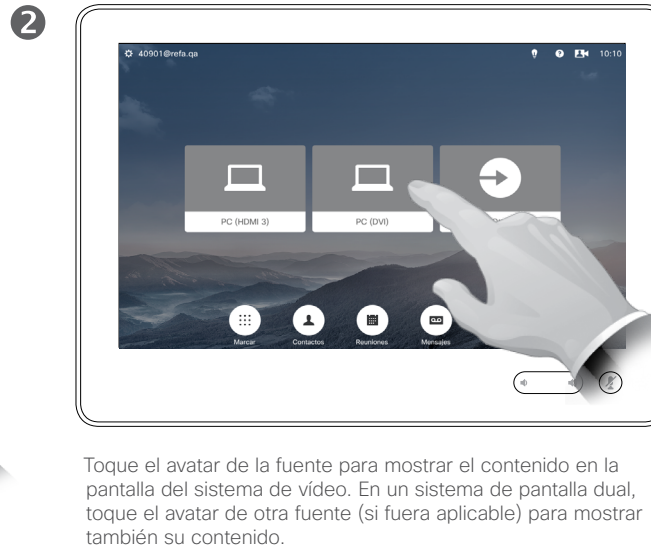 2
40901@refa.qa
10:10
PC (HDMI 3)
PC (DVI)
Marcar
Contactos
Reuniones
Mensajes
Toque el avatar de la fuente para mostrar el contenido en la
pantalla del sistema de vídeo. En un sistema de pantalla dual,
toque el avatar de otra fuente (si fuera aplicable) para mostrar
también su contenido.